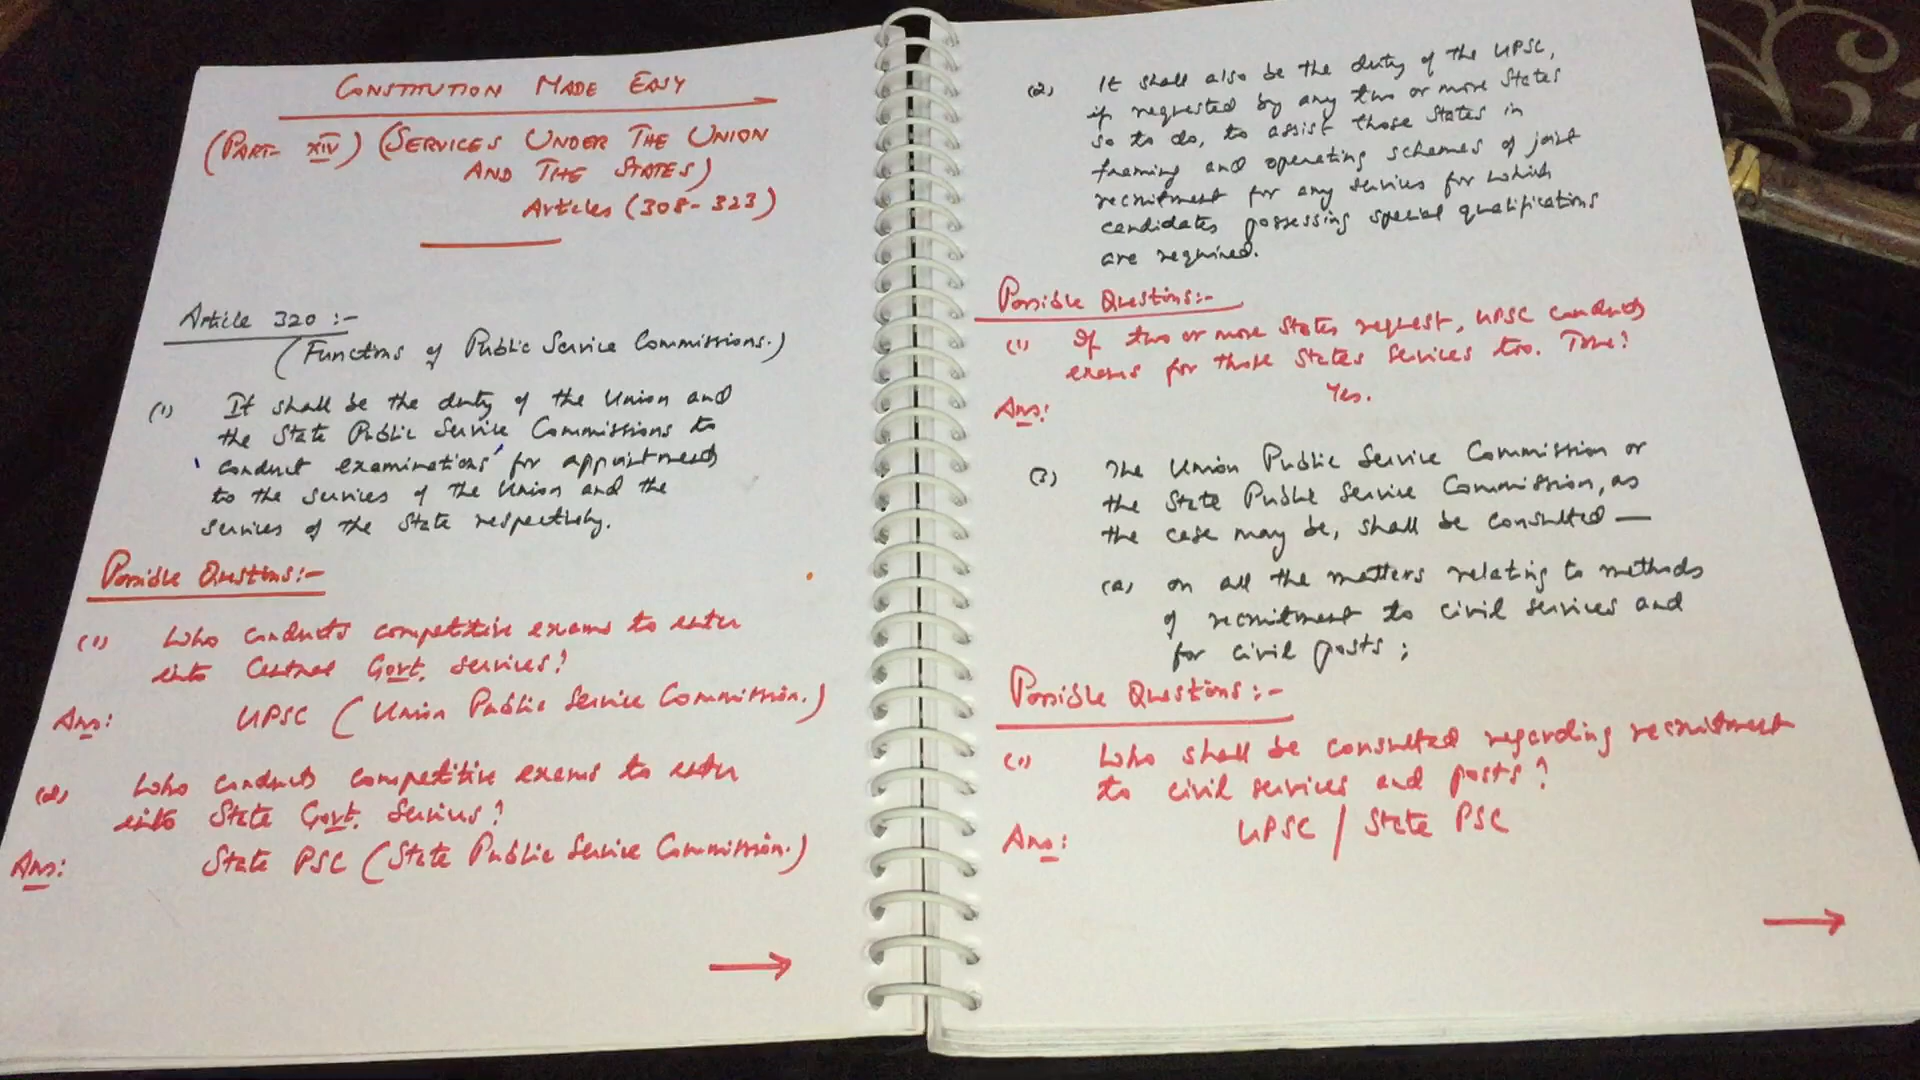 CONSTITUTION MADE EASY
(PART- XIV) (SERVICES UNDER THE UNION
AND THE STATES)
Articles (308-323)
Article 320 :-
(Functions of Public Service Commissions.)
(1) It shall be the duty of the Union and
the State Public Service Commissions to
'conduct examinations' for appointments
to the services of the Union and the
services of the State respectively.
Possible Questions:-
(1) Who conducts competitive exams to enter
into Central Govt. services?
Ans: UPSC (Union Public Service Commission.)
(2) Who conducts competitive exams to enter
into State Govt. Services?
Ans: State PSC (State Public Service Commission.)
(2) It shall also be the duty of the UPSC,
if requested by any two or more States
so to do, to assist those States in
framing and operating schemes of joint
recruitment for any services for which
candidates possessing special qualifications
are required.
Possible Questions:-
(1) If two or more States request, UPSC conducts
exams for those States Services too. True?
Ans: Yes.
(3) The Union Public Service Commission or
the State Public Service Commission, as
the case may be, shall be consulted —
(a) on all the matters relating to methods
of recruitment to civil services and
for civil posts;
Possible Questions:-
(1) Who shall be consulted regarding recruitment
to civil services and posts?
Ans: UPSC / State PSC